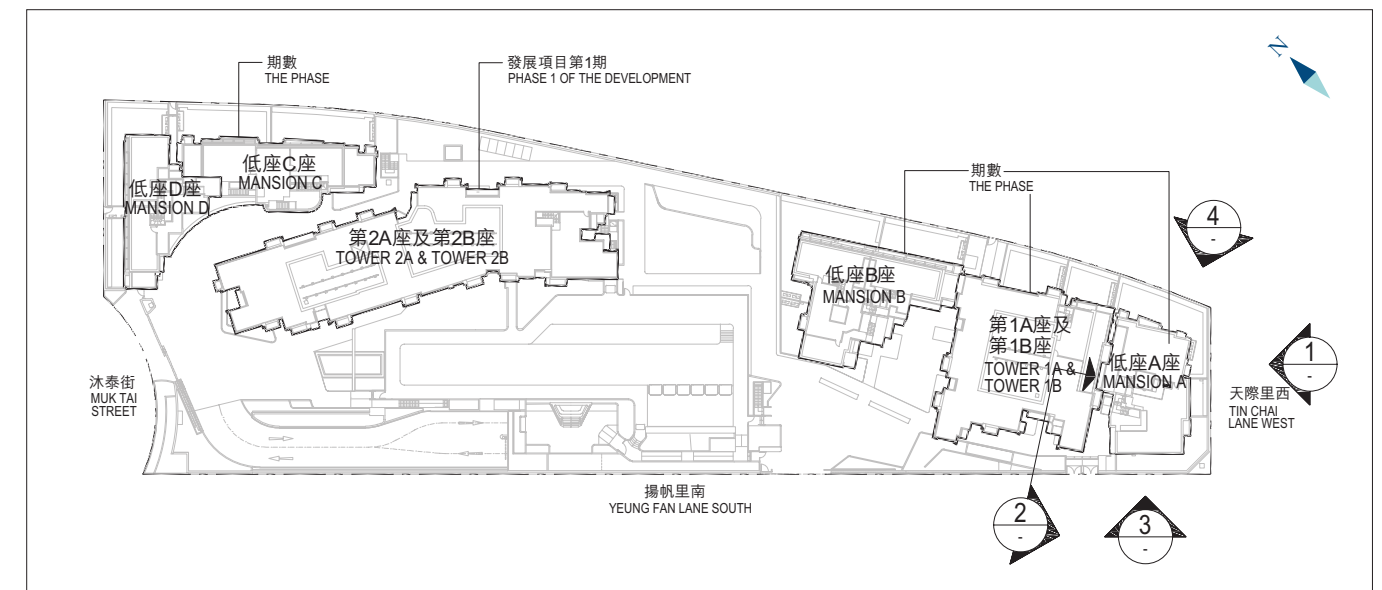 N
期數
THE PHASE
發展項目第1期
PHASE 1 OF THE DEVELOPMENT
低座C座
MANSION C
低座D座
MANSION D
第2A座及第2B座
TOWER 2A & TOWER 2B
期數
THE PHASE
4
-
低座B座
MANSION B
第1A座及
第1B座
TOWER 1A &
TOWER 1B
低座A座
MANSION A
1
-
沐泰街
MUK TAI
STREET
天際里西
TIN CHAI
LANE WEST
揚帆里南
YEUNG FAN LANE SOUTH
2
-
3
-